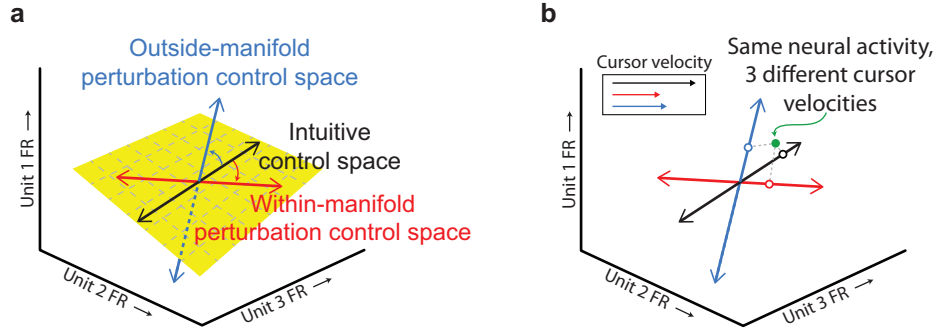 a
Outside-manifold
perturbation control space
Intuitive
control space
Within-manifold
perturbation control space
Unit 1 FR →
Unit 2 FR →
Unit 3 FR →
b
Cursor velocity
Same neural activity,
3 different cursor
velocities
Unit 1 FR →
Unit 2 FR →
Unit 3 FR →